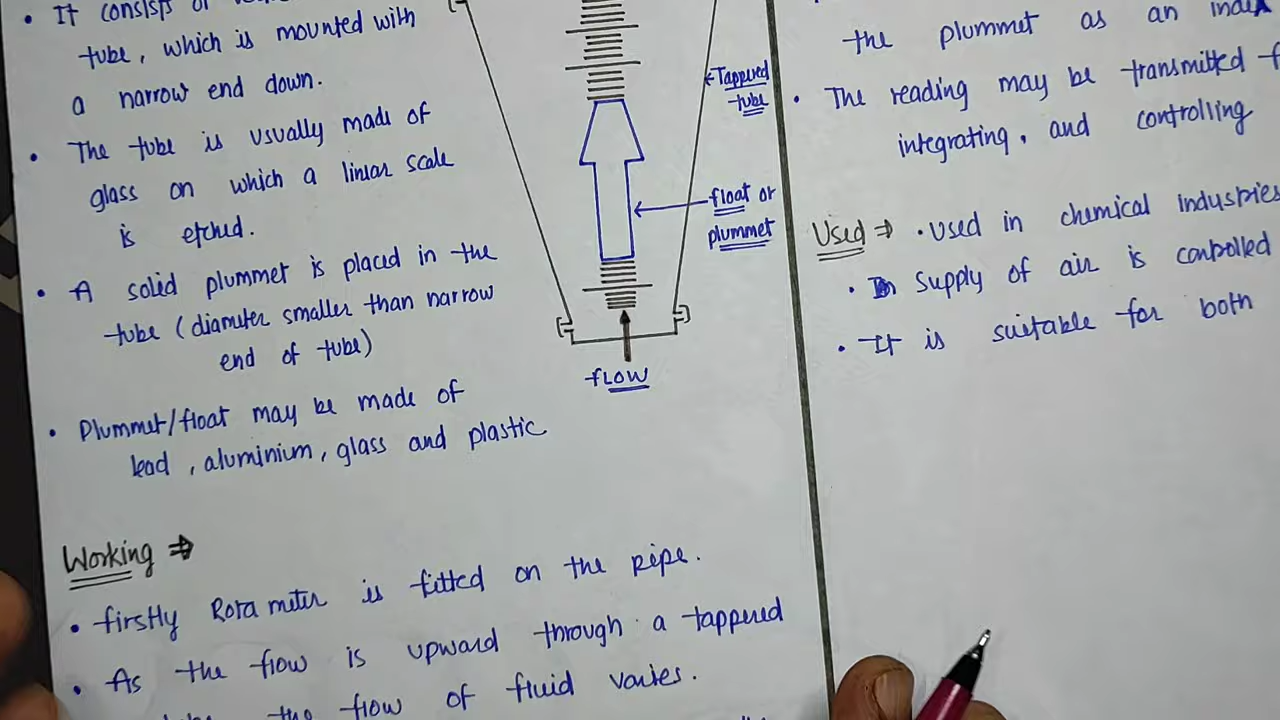 It consists of
tube, which is mounted with
a narrow end down.
• The tube is usually made of
glass on which a linear scale
is etched.
• A solid plummet is placed in the
tube (diameter smaller than narrow
end of tube)
• Plummet/float may be made of
lead, aluminium, glass and plastic
Working ⇒
• firstly Rotameter is fitted on the pipe.
• As the flow is upward through a tappered
the flow of fluid varies.
Tappered
tube
float or
plummet
flow
the plummet as an index
• The reading may be transmitted
integrating, and controlling
Used ⇒ • Used in chemical industries
• Supply of air is controlled
• It is suitable for both